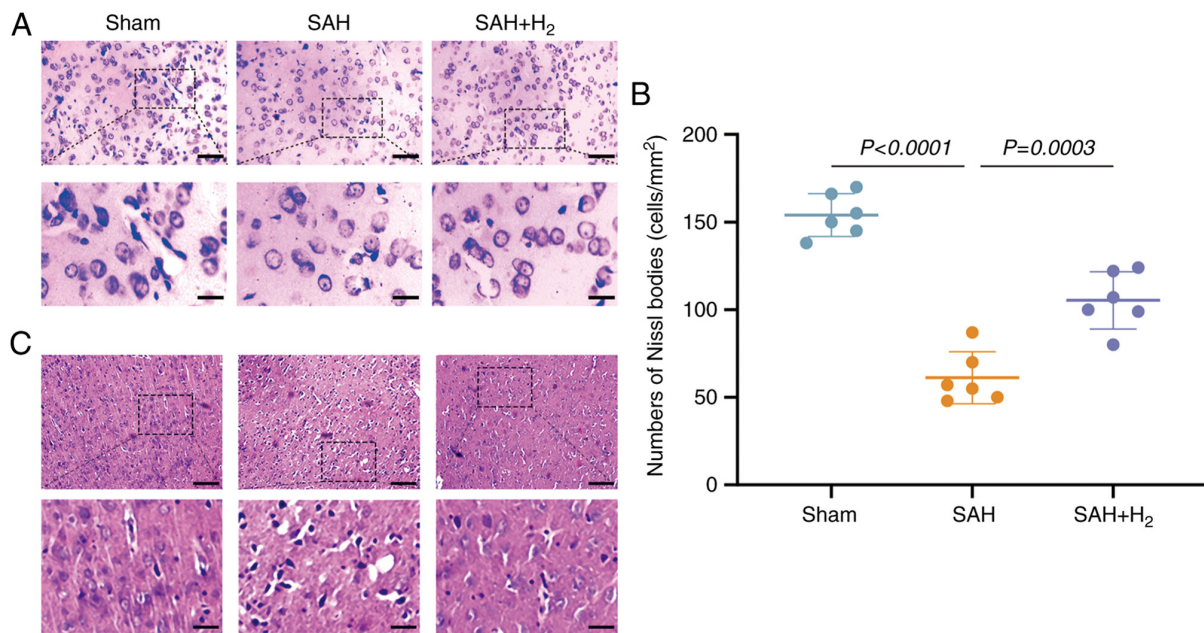 A
Sham
SAH
SAH+H₂
B
Numbers of Nissl bodies (cells/mm²)
200
150
100
50
0
P<0.0001
P=0.0003
Sham
SAH
SAH+H₂
C